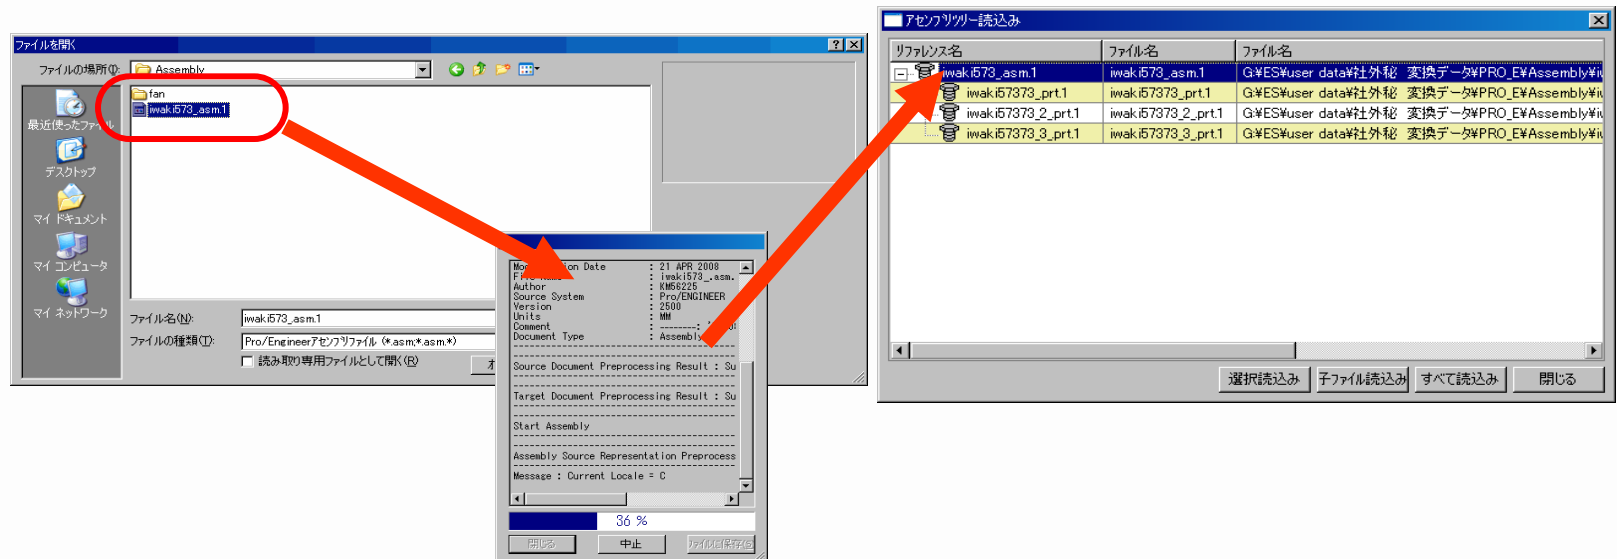 ファイルを開く
ファイルの場所(I):
Assembly
fan
iwaki573_asm.1
最近使ったファイル
デスクトップ
マイ ドキュメント
マイ コンピュータ
マイ ネットワーク
ファイル名(N):
iwaki573_asm.1
ファイルの種類(T):
Pro/Engineerアセンブリファイル (*.asm;*.asm.*)
読み取り専用ファイルとして開く(R)
Date : 21 APR 2008
: iwaki573_.asm.
Author : KM56225
Source System : Pro/ENGINEER
Version : 2500
Units : MM
Comment : --------:
Document Type : Assembly
Source Document Preprocessing Result : Su
Target Document Preprocessing Result : Su
Start Assembly
Assembly Source Representation Preprocess
Message : Current Locale = C
36 %
閉じる
中止
ファイルに保存(S)
アセンブリツリー読込み
リファレンス名 ファイル名 ファイル名
iwaki573_asm.1 iwaki573_asm.1 G:¥ES¥user data¥社外秘 変換データ¥PRO_E¥Assembly¥iw
iwaki57373_prt.1 iwaki57373_prt.1 G:¥ES¥user data¥社外秘 変換データ¥PRO_E¥Assembly¥iw
iwaki57373_2_prt.1 iwaki57373_2_prt.1 G:¥ES¥user data¥社外秘 変換データ¥PRO_E¥Assembly¥iw
iwaki57373_3_prt.1 iwaki57373_3_prt.1 G:¥ES¥user data¥社外秘 変換データ¥PRO_E¥Assembly¥iw
選択読込み
子ファイル読込み
すべて読込み
閉じる